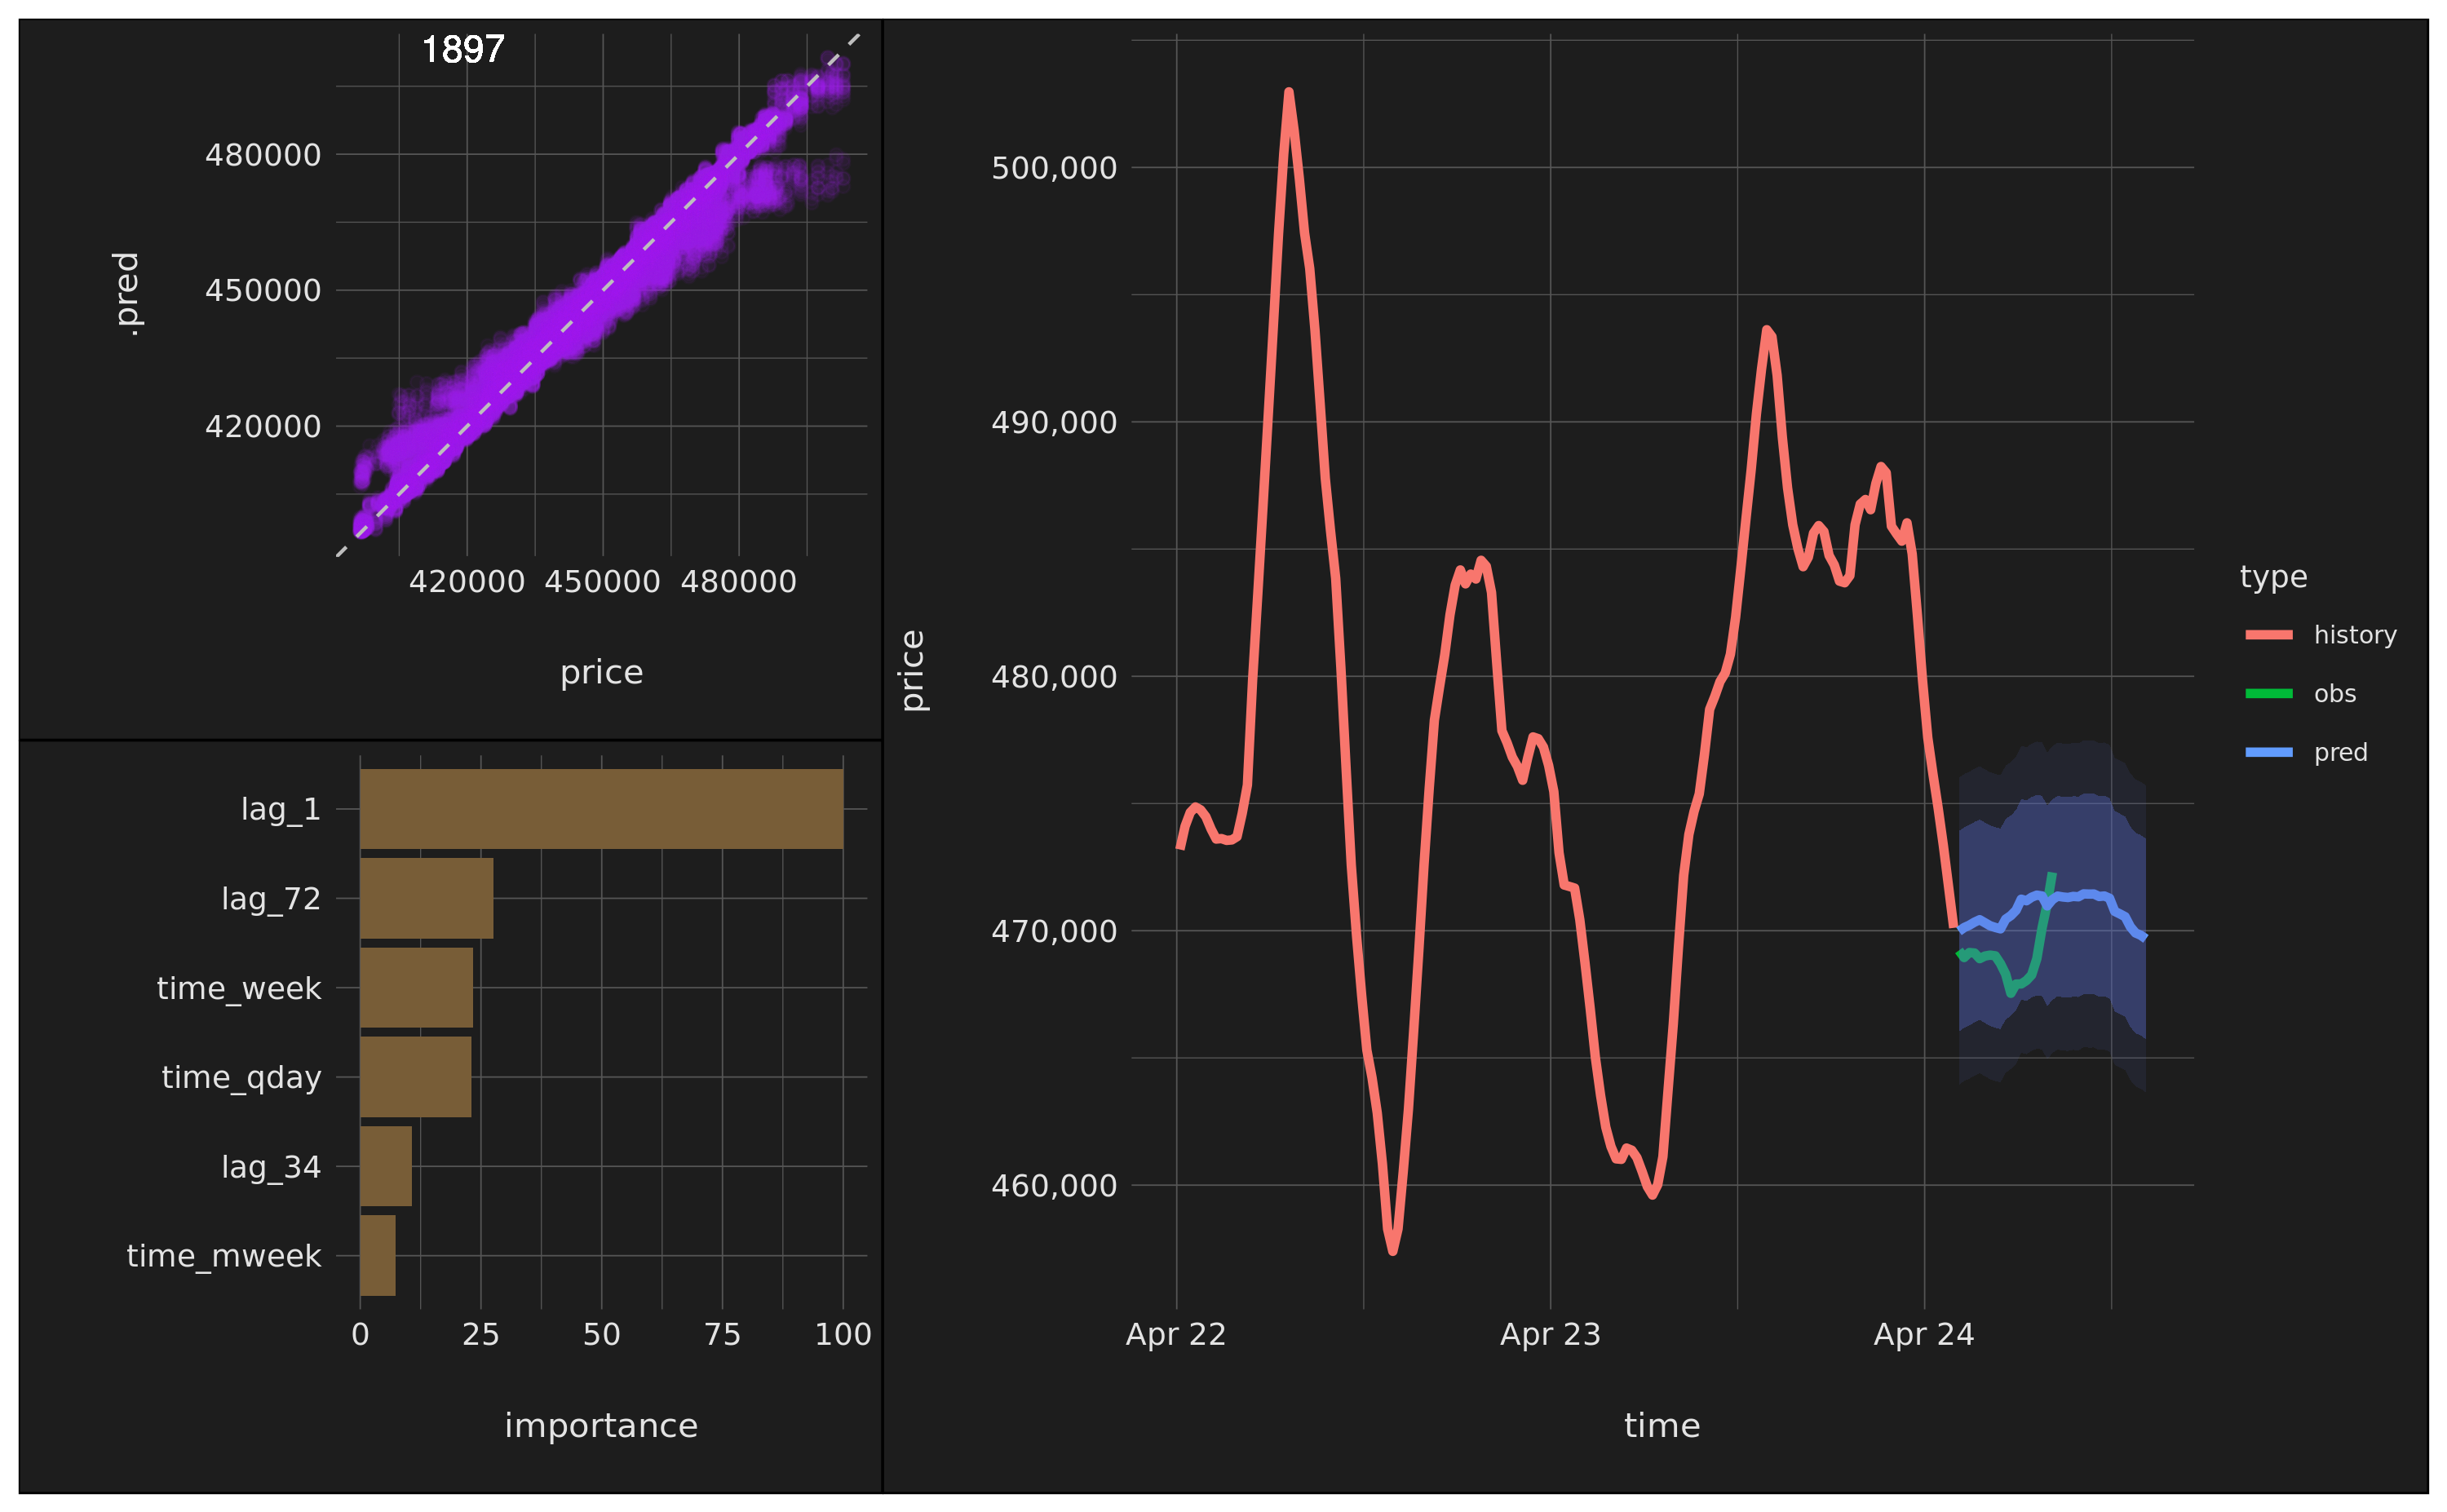 1897
480000
450000
420000
.pred
420000 450000 480000
price
lag_1
lag_72
time_week
time_qday
lag_34
time_mweek
0 25 50 75 100
importance
500,000
490,000
480,000
470,000
460,000
price
Apr 22 Apr 23 Apr 24
time
type
history
obs
pred